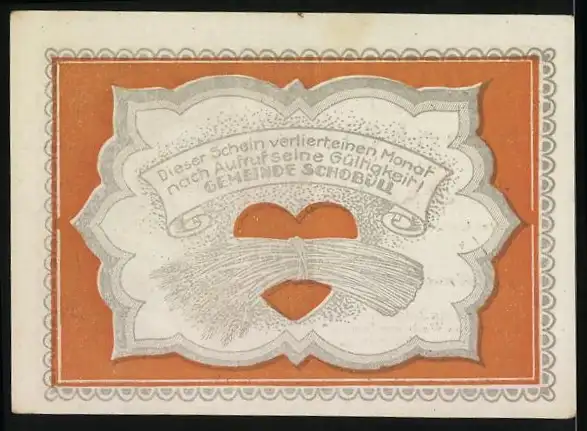 Dieser Schein verliert einen Monat
nach Aufruf seine Gültigkeit!
GEMEINDE SCHOBÜLL